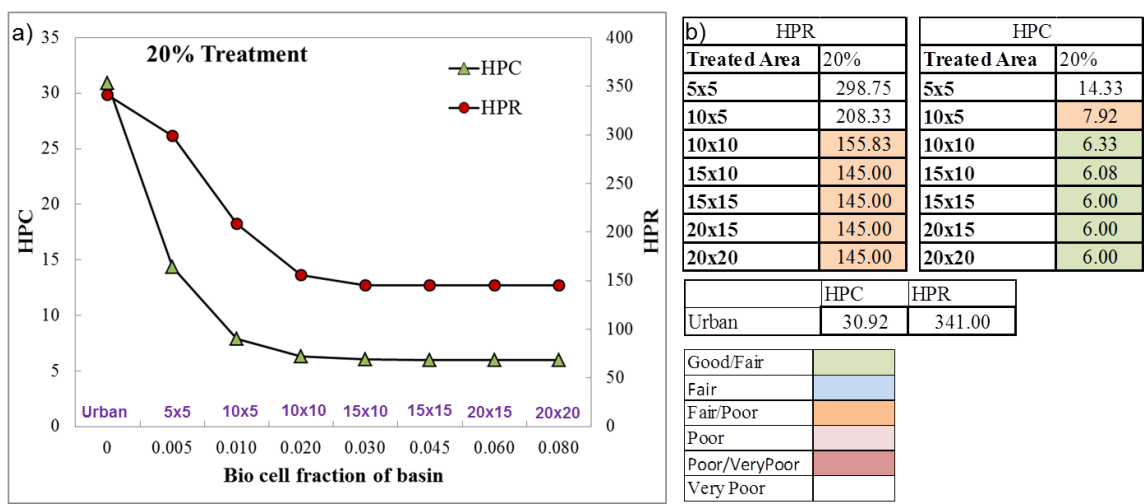 a)
20% Treatment
HPC
HPR
35
30
25
20
15
10
5
0
HPC
400
350
300
250
200
150
100
50
0
HPR
Urban 5x5 10x5 10x10 15x10 15x15 20x15 20x20
0 0.005 0.010 0.020 0.030 0.045 0.060 0.080
Bio cell fraction of basin
b)
HPR
Treated Area 20%
5x5 298.75
10x5 208.33
10x10 155.83
15x10 145.00
15x15 145.00
20x15 145.00
20x20 145.00
HPC
Treated Area 20%
5x5 14.33
10x5 7.92
10x10 6.33
15x10 6.08
15x15 6.00
20x15 6.00
20x20 6.00
HPC HPR
Urban 30.92 341.00
Good/Fair
Fair
Fair/Poor
Poor
Poor/VeryPoor
Very Poor